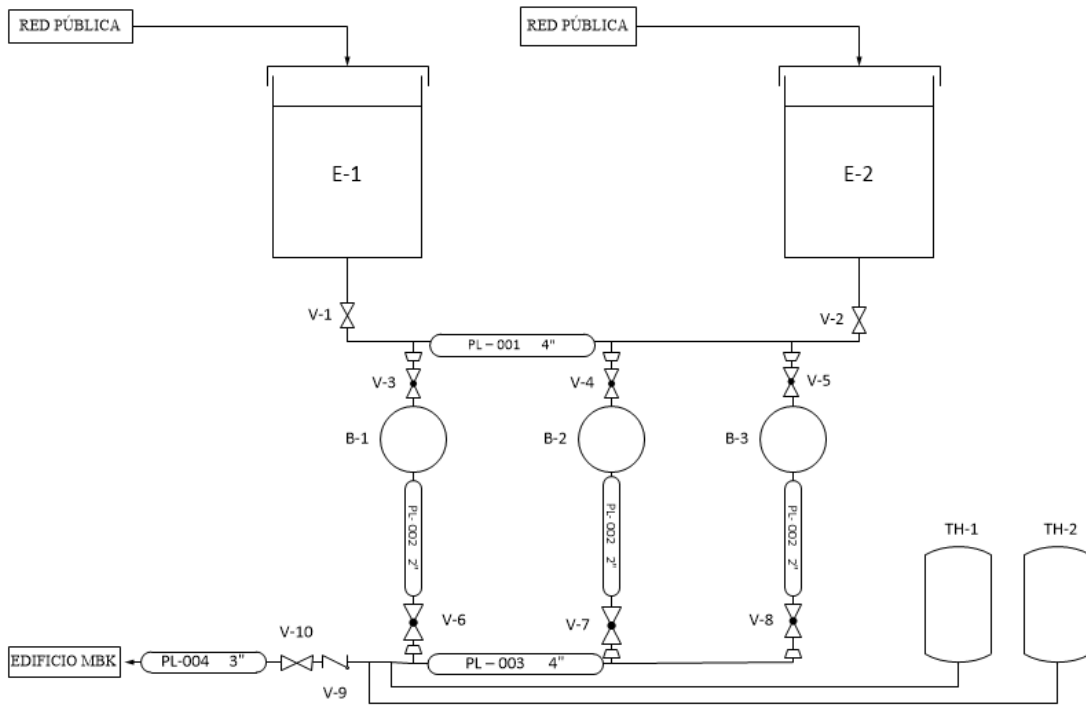 RED PÚBLICA
RED PÚBLICA
E-1
E-2
V-1
V-2
PL – 001 4"
V-3
V-4
V-5
B-1
B-2
B-3
PL- 002 2"
PL- 002 2"
PL- 002 2"
TH-1
TH-2
V-6
V-7
V-8
V-10
EDIFICIO MBK
PL-004 3"
PL – 003 4"
V-9